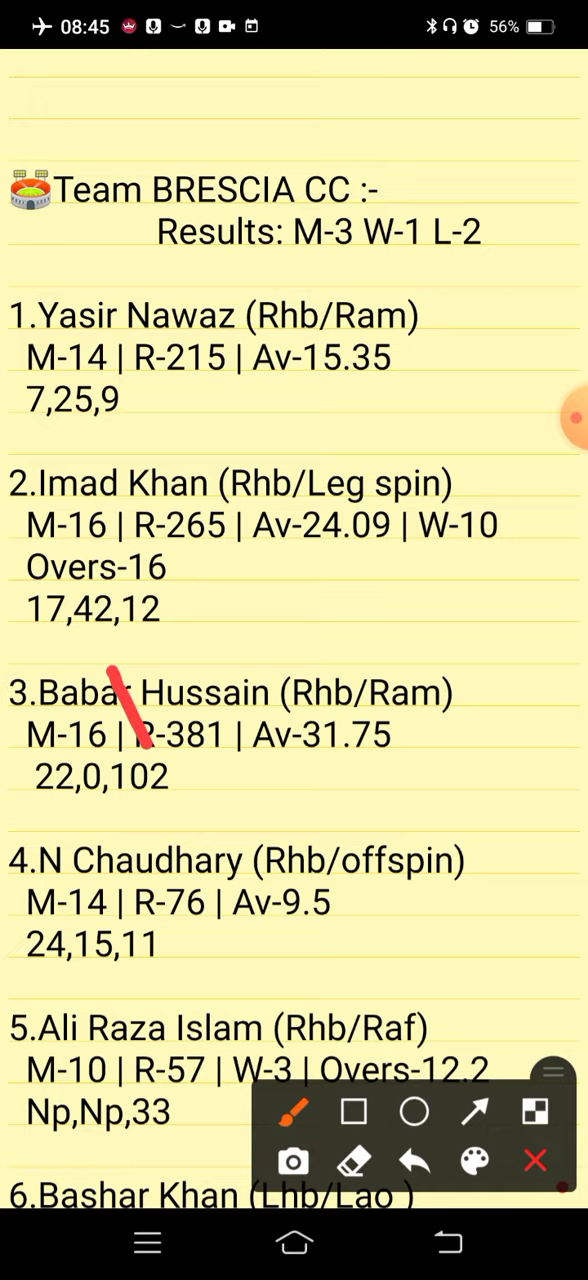 08:45
56%
Team BRESCIA CC :-
Results: M-3 W-1 L-2
1.Yasir Nawaz (Rhb/Ram)
M-14 | R-215 | Av-15.35
7,25,9
2.Imad Khan (Rhb/Leg spin)
M-16 | R-265 | Av-24.09 | W-10
Overs-16
17,42,12
3.Babar Hussain (Rhb/Ram)
M-16 | R-381 | Av-31.75
22,0,102
4.N Chaudhary (Rhb/offspin)
M-14 | R-76 | Av-9.5
24,15,11
5.Ali Raza Islam (Rhb/Raf)
M-10 | R-57 | W-3 | Overs-12.2
Np,Np,33
6.Bashar Khan (Lhb/Lao )